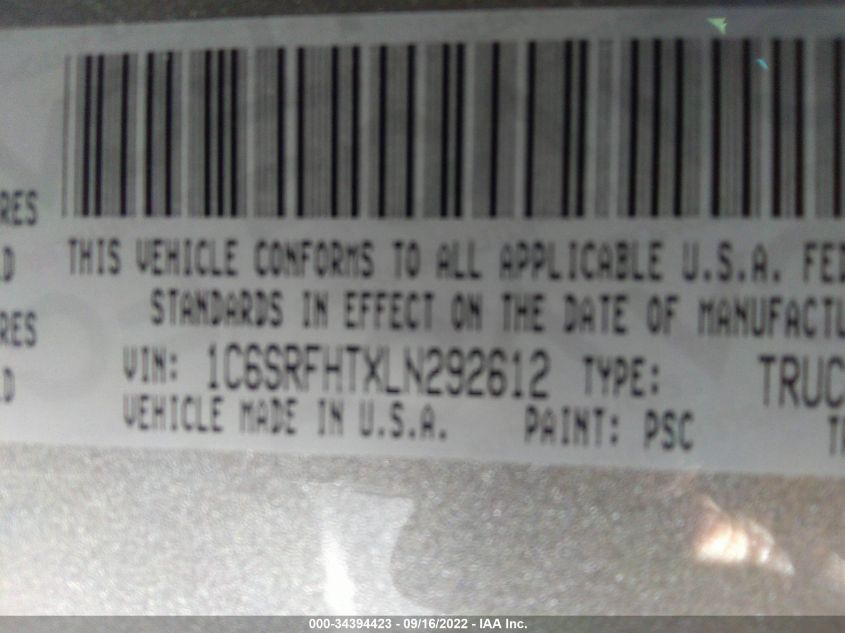 RES
THIS VEHICLE CONFORMS TO ALL APPLICABLE U.S.A. FED
STANDARDS IN EFFECT ON THE DATE OF MANUFACTU
RES
VIN: 1C6SRFHTXLN292612 TYPE: TRUC
VEHICLE MADE IN U.S.A. PAINT: PSC
000-34394423 - 09/16/2022 - IAA Inc.